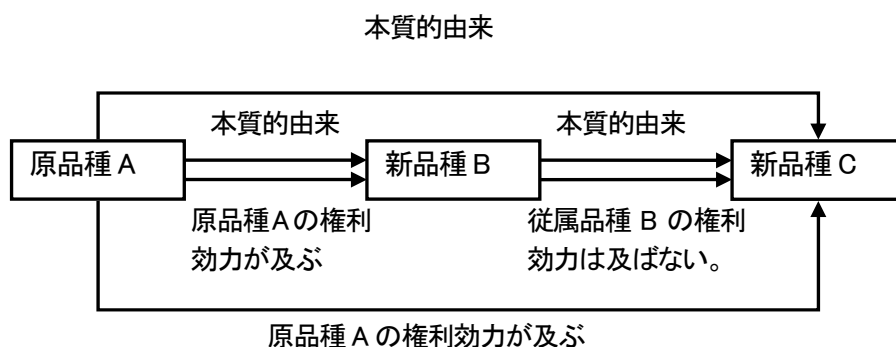 本質的由来
本質的由来
本質的由来
原品種A
新品種B
新品種C
原品種Aの権利
効力が及ぶ
従属品種 B の権利
効力は及ばない。
原品種Aの権利効力が及ぶ